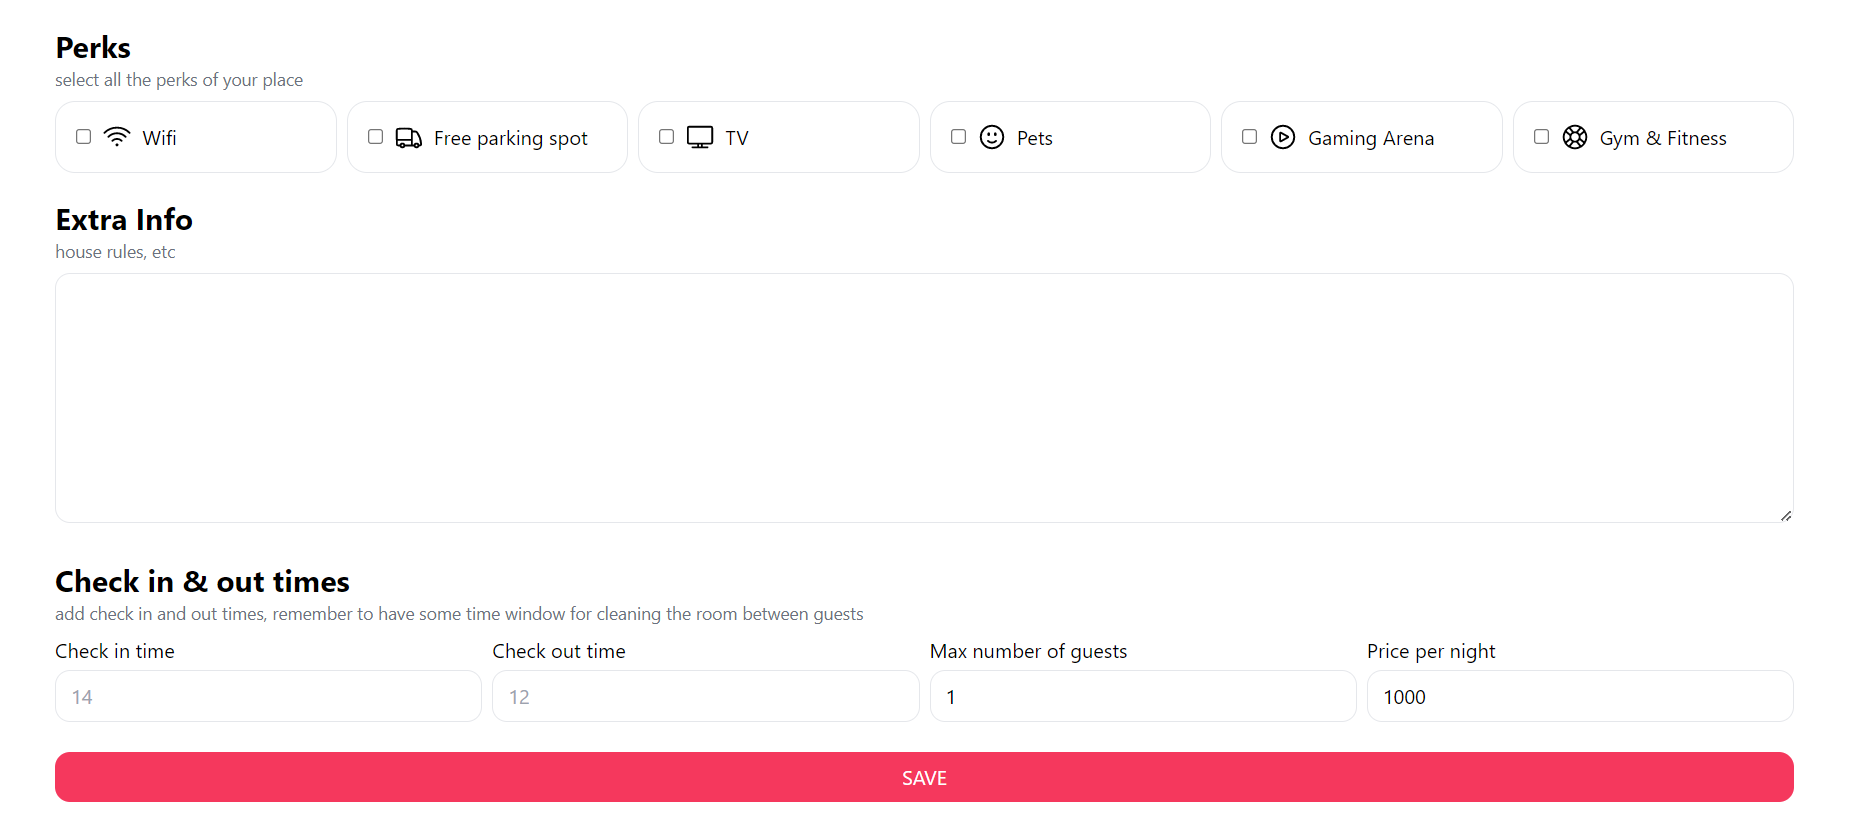 Perks
select all the perks of your place
Wifi
Free parking spot
TV
Pets
Gaming Arena
Gym & Fitness
Extra Info
house rules, etc
Check in & out times
add check in and out times, remember to have some time window for cleaning the room between guests
Check in time
Check out time
Max number of guests
Price per night
14
12
1
1000
SAVE